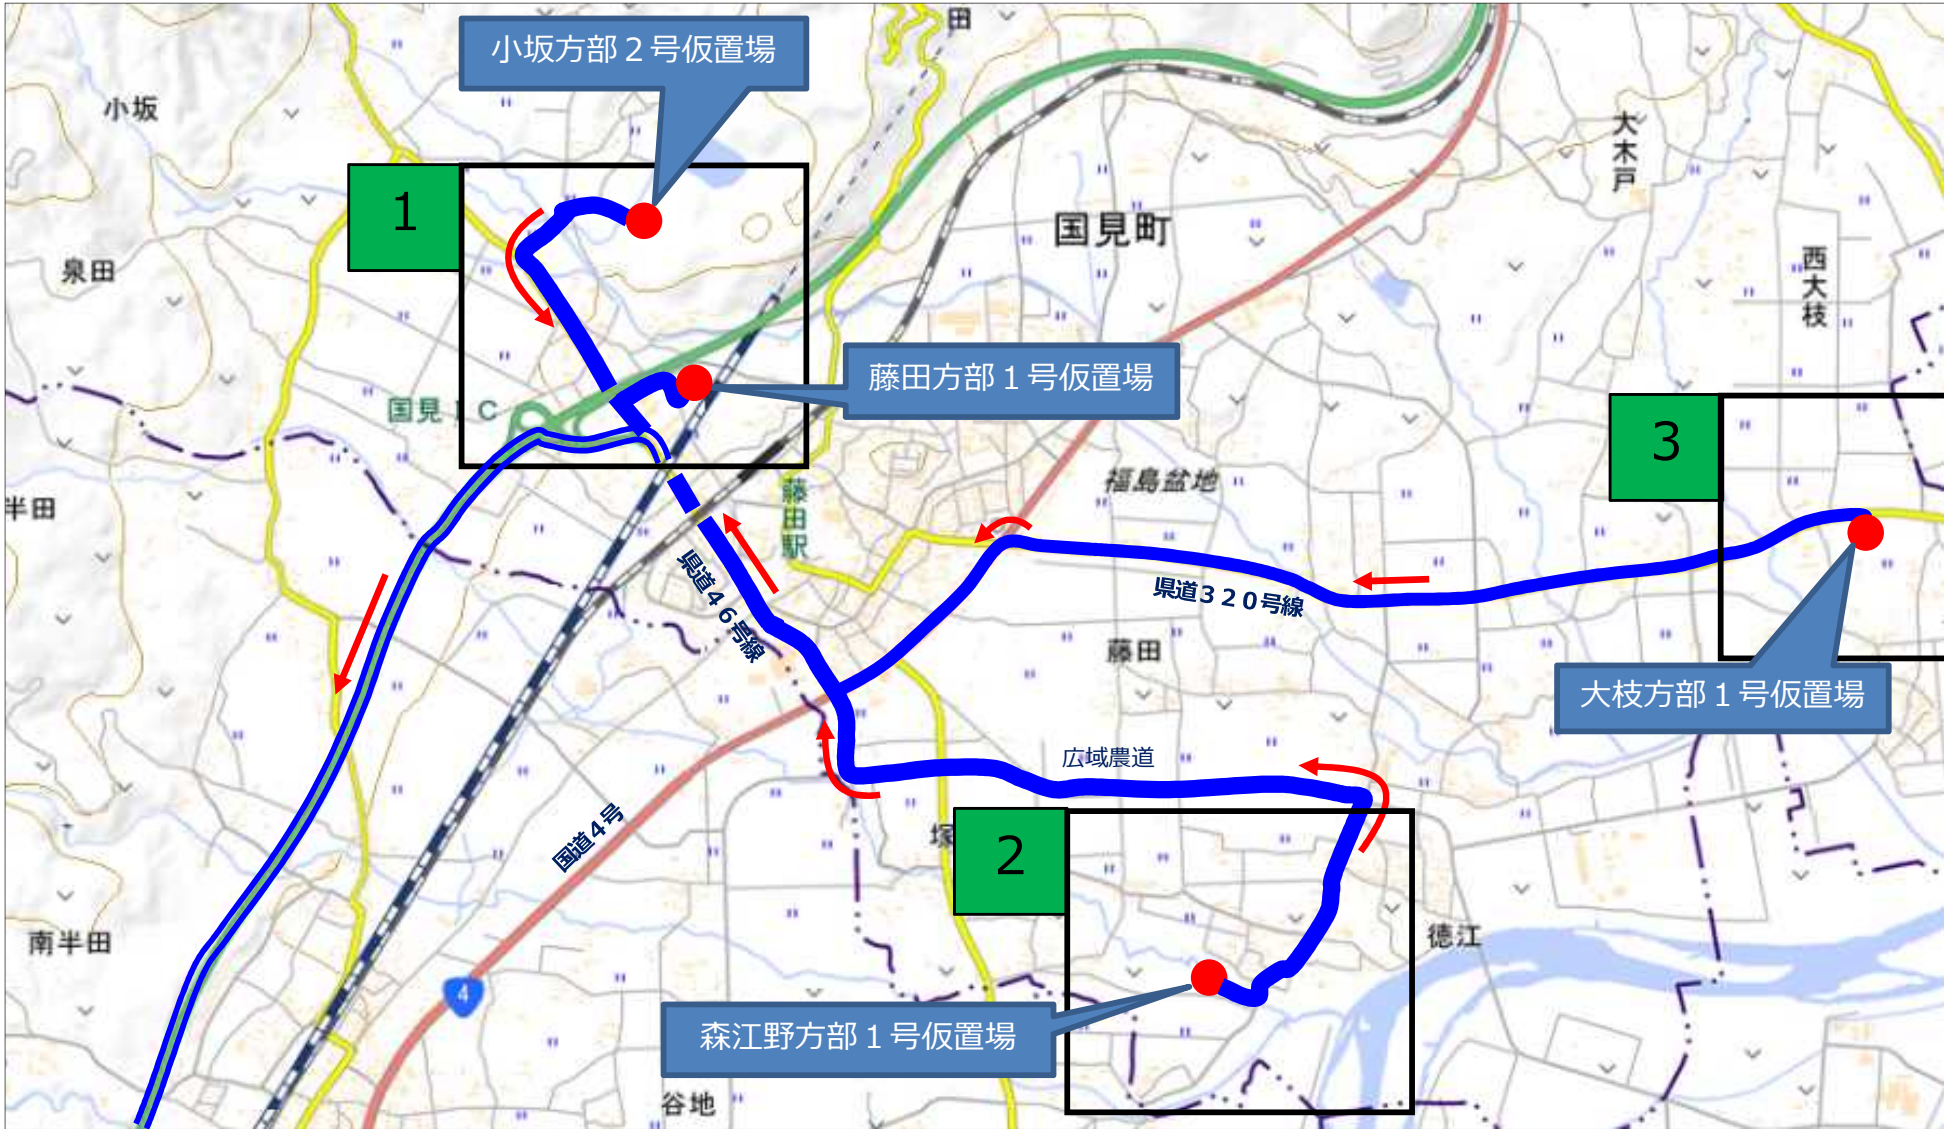 田
小坂方部２号仮置場
小坂
大木戸
1
国見町
泉田
西大枝
藤田方部１号仮置場
国見ＩＣ
3
福島盆地
半田
藤田駅
県道４６号線
県道３２０号線
藤田
大枝方部１号仮置場
広域農道
国道4号
塚
2
徳江
南半田
4
森江野方部１号仮置場
谷地